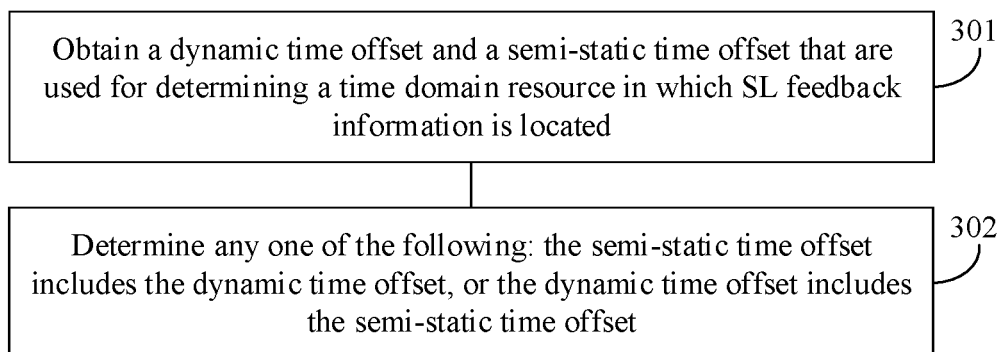 Obtain a dynamic time offset and a semi-static time offset that are
used for determining a time domain resource in which SL feedback
information is located
301
Determine any one of the following: the semi-static time offset
includes the dynamic time offset, or the dynamic time offset includes
the semi-static time offset
302